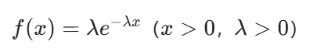 f(x) = λe^{−λx} (x > 0, λ > 0)